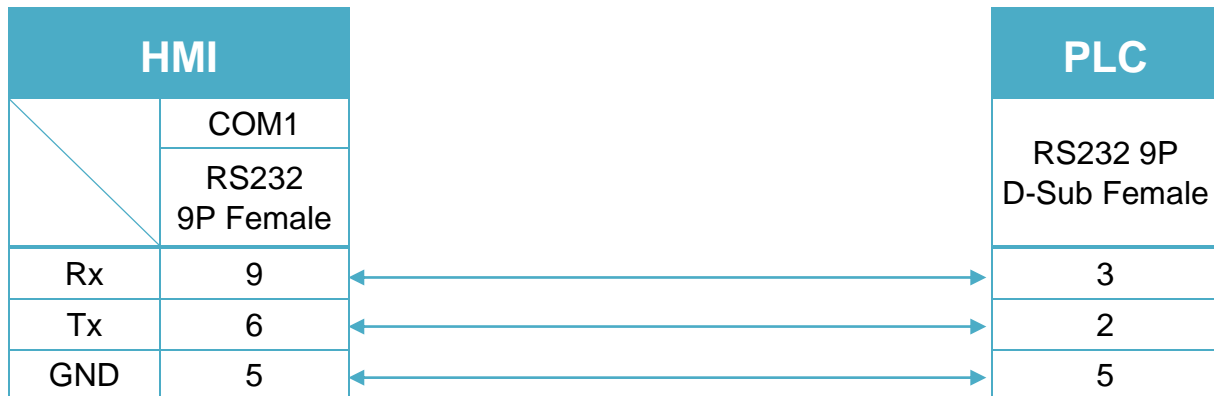 HMI
PLC
COM1
RS232
9P Female
RS232 9P
D-Sub Female
Rx 9 3
Tx 6 2
GND 5 5